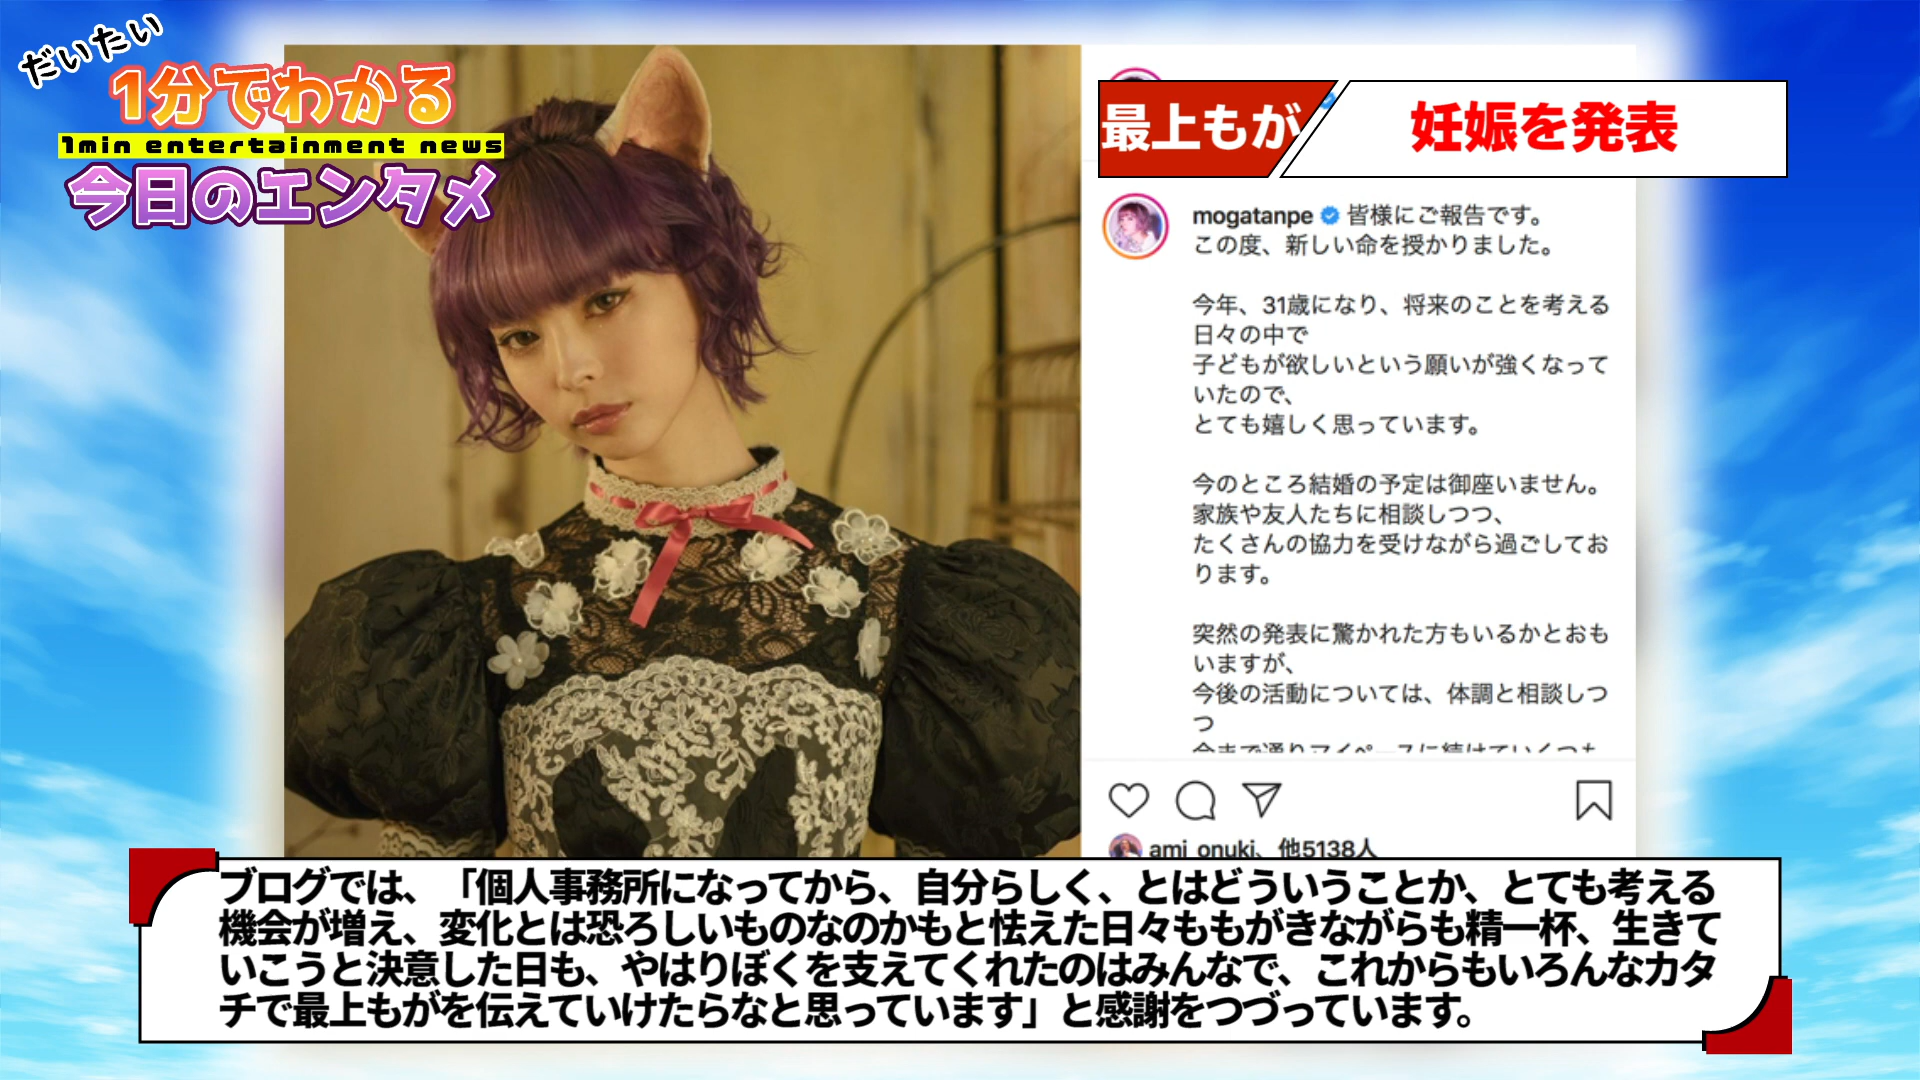 だいたい
1分でわかる
1min entertainment news
今日のエンタメ
最上もが
妊娠を発表
mogatanpe 皆様にご報告です。
この度、新しい命を授かりました。
今年、31歳になり、将来のことを考える
日々の中で
子どもが欲しいという願いが強くなって
いたので、
とても嬉しく思っています。
今のところ結婚の予定は御座いません。
家族や友人たちに相談しつつ、
たくさんの協力を受けながら過ごしてお
ります。
突然の発表に驚かれた方もいるかとおも
いますが、
今後の活動については、体調と相談しつ
つ
今まで通りマイペースに続けていくつも
ami_onuki、他5138人
ブログでは、「個人事務所になってから、自分らしく、とはどういうことか、とても考える
機会が増え、変化とは恐ろしいものなのかもと怯えた日々ももがきながらも精一杯、生きて
いこうと決意した日も、やはりぼくを支えてくれたのはみんなで、これからもいろんなカタ
チで最上もがを伝えていけたらなと思っています」と感謝をつづっています。